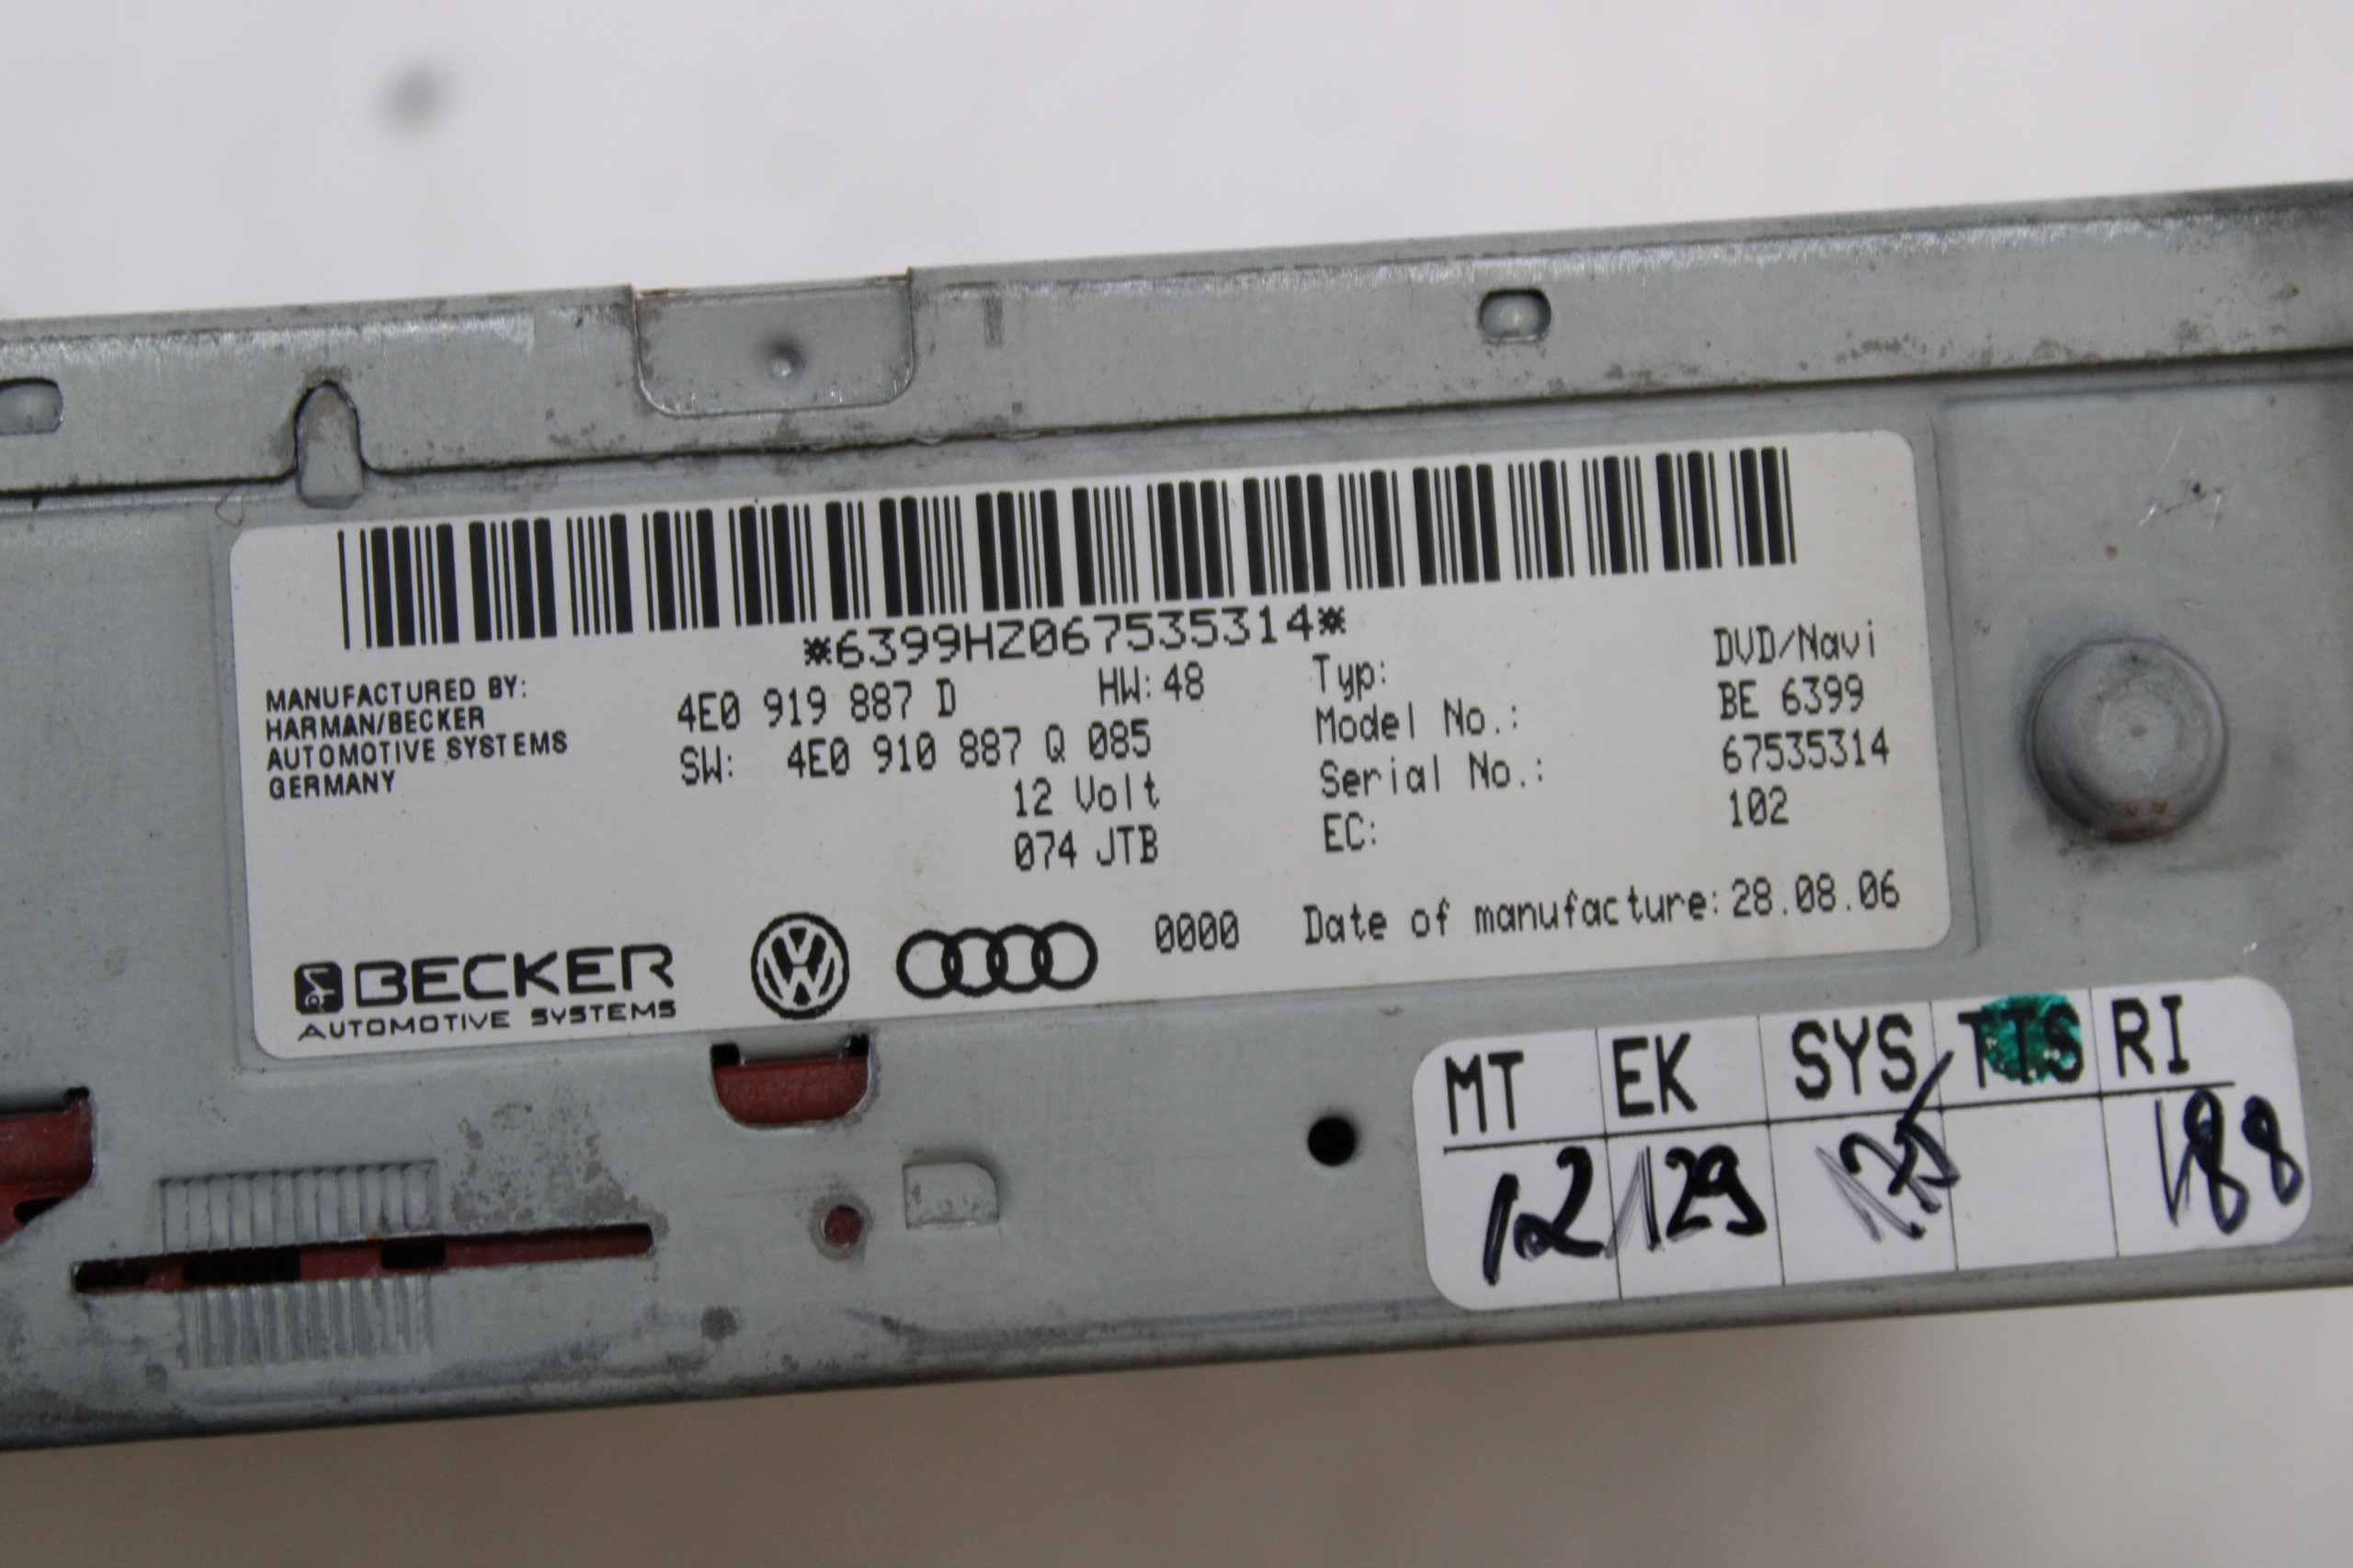 *6399HZ067535314*
MANUFACTURED BY:
HARMAN/BECKER
AUTOMOTIVE SYSTEMS
GERMANY
4E0 919 887 D HW: 48
SW: 4E0 910 887 Q 085
12 Volt
074 JTB
Typ: DVD/Navi
Model No.: BE 6399
Serial No.: 67535314
EC: 102
BECKER
AUTOMOTIVE SYSTEMS
0000 Date of manufacture: 28.08.06
MT EK SYS TTS RI
12 129 188